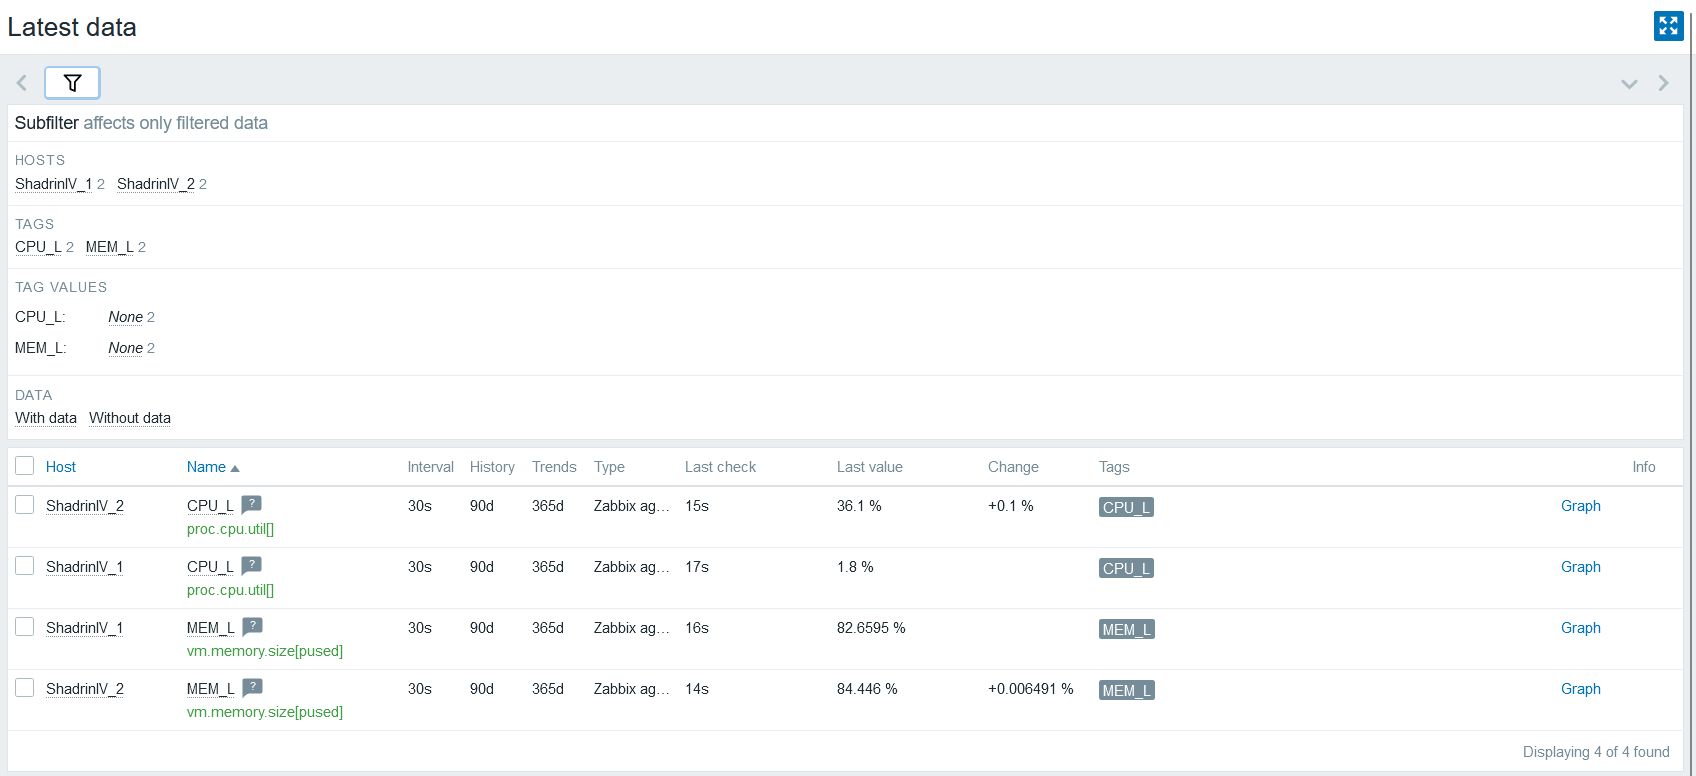 Latest data
Subfilter affects only filtered data
HOSTS
ShadrinIV_1 2 ShadrinIV_2 2
TAGS
CPU_L 2 MEM_L 2
TAG VALUES
CPU_L: None 2
MEM_L: None 2
DATA
With data Without data
Host Name Interval History Trends Type Last check Last value Change Tags Info
ShadrinIV_2 CPU_L ? 30s 90d 365d Zabbix ag... 15s 36.1 % +0.1 % CPU_L Graph
proc.cpu.util[]
ShadrinIV_1 CPU_L ? 30s 90d 365d Zabbix ag... 17s 1.8 % CPU_L Graph
proc.cpu.util[]
ShadrinIV_1 MEM_L ? 30s 90d 365d Zabbix ag... 16s 82.6595 % MEM_L Graph
vm.memory.size[pused]
ShadrinIV_2 MEM_L ? 30s 90d 365d Zabbix ag... 14s 84.446 % +0.006491 % MEM_L Graph
vm.memory.size[pused]
Displaying 4 of 4 found